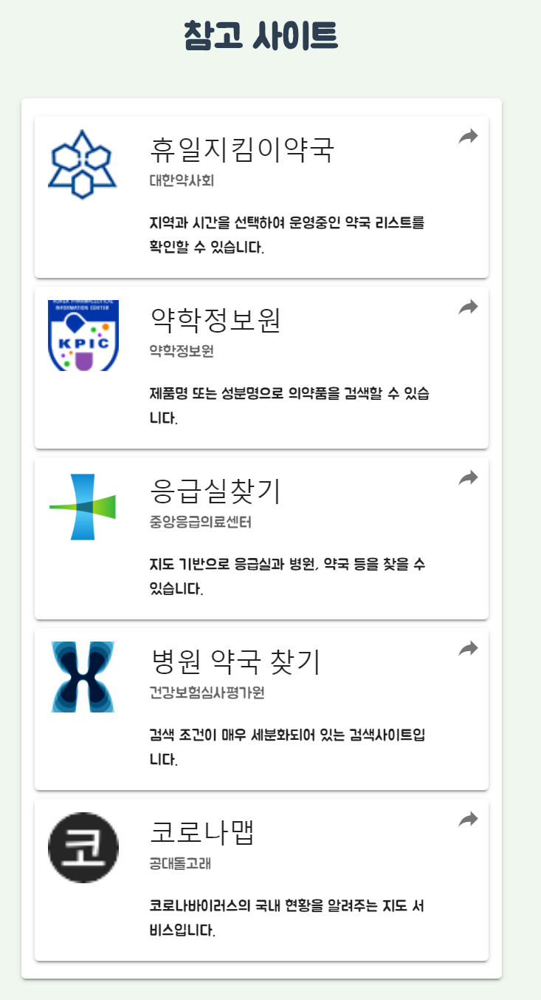 참고 사이트
휴일지킴이약국
대한약사회
지역과 시간을 선택하여 운영중인 약국 리스트를
확인할 수 있습니다.
INFORMATION CENTER
KPIC
약학정보원
약학정보원
제품명 또는 성분명으로 의약품을 검색할 수 있습
니다.
응급실찾기
중앙응급의료센터
지도 기반으로 응급실과 병원, 약국 등을 찾을 수
있습니다.
병원 약국 찾기
건강보험심사평가원
검색 조건이 매우 세분화되어 있는 검색사이트입
니다.
코
코로나맵
공대돌고래
코로나바이러스의 국내 현황을 알려주는 지도 서
비스입니다.